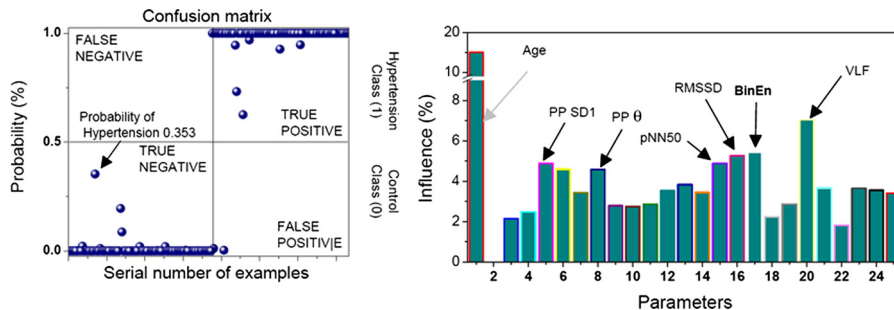 Confusion matrix
1.0
0.5
0.0
Probability (%)
FALSE
NEGATIVE
Probability of
Hypertension 0.353
TRUE
NEGATIVE
TRUE
POSITIVE
FALSE
POSITIV|E
Serial number of examples
Hypertension
Class (1)
Control
Class (0)
20
10
8
6
4
2
0
Influence (%)
Age
PP SD1
PP θ
pNN50
RMSSD
BinEn
VLF
2 4 6 8 10 12 14 16 18 20 22 24
Parameters